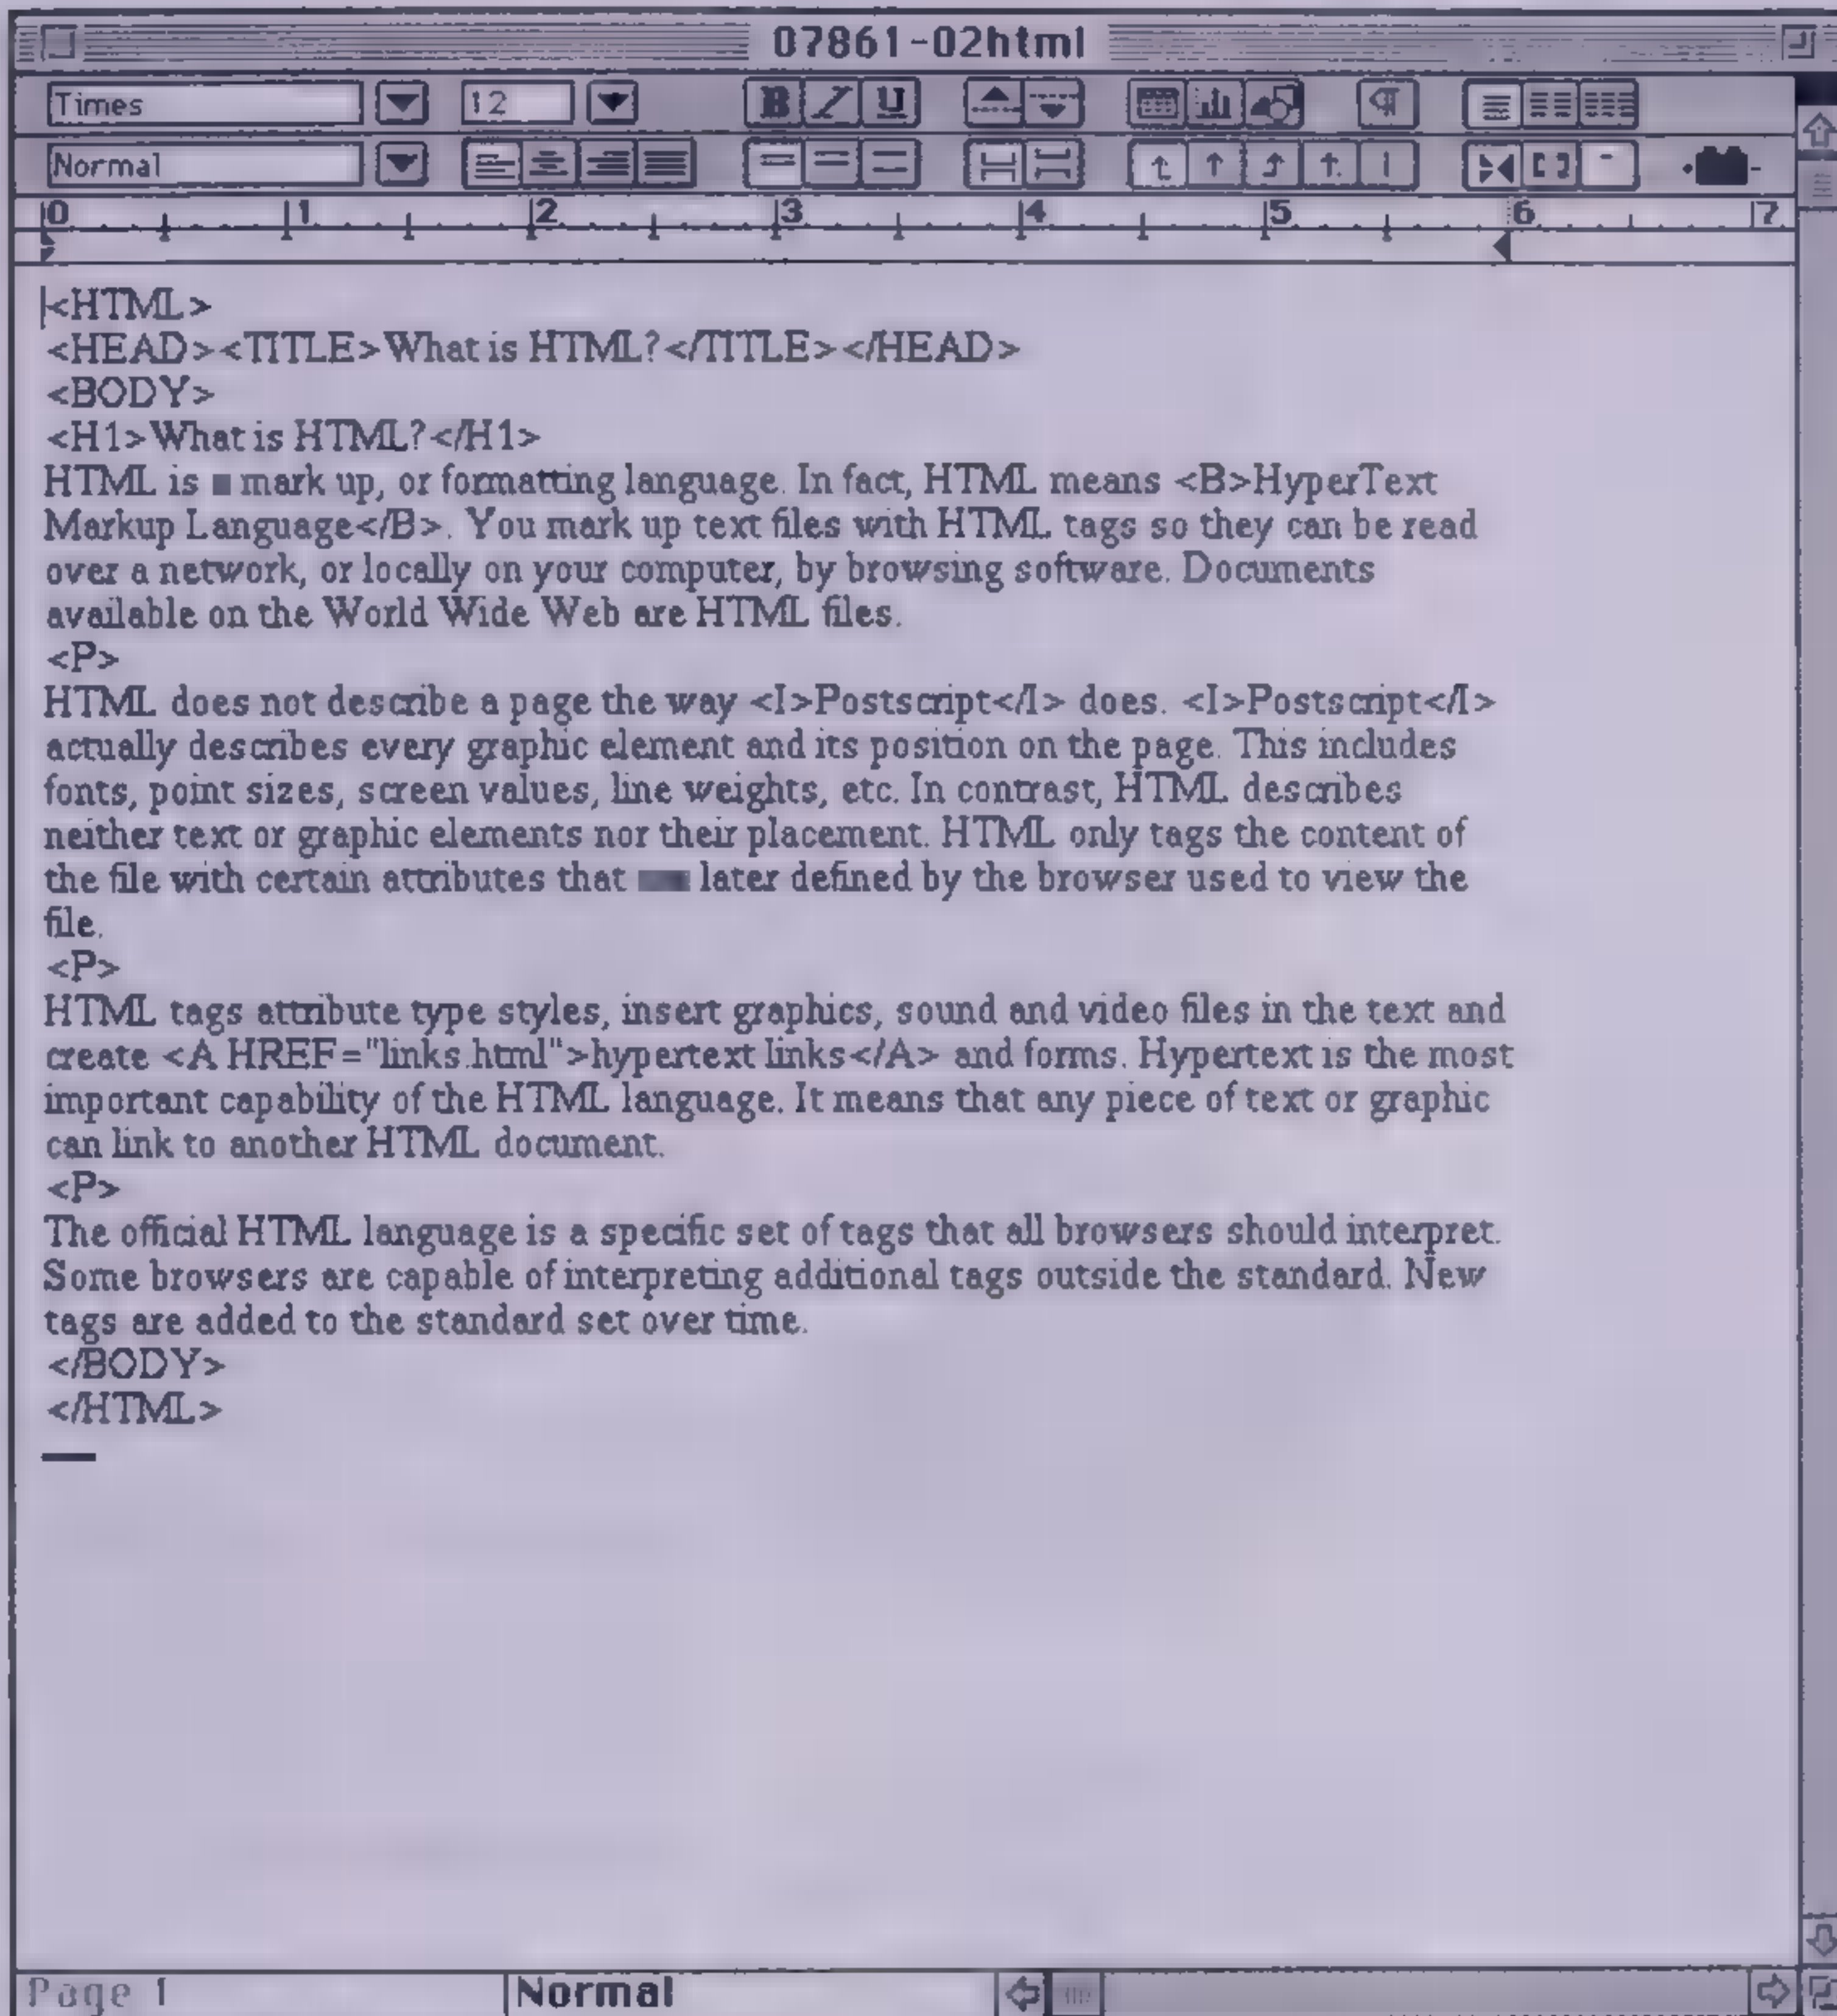 07861-02html
Times 12 B I U
Normal
0 1 2 3 4 5 6 7
<HTML>
<HEAD><TITLE>What is HTML?</TITLE></HEAD>
<BODY>
<H1>What is HTML?</H1>
HTML is mark up, or formatting language. In fact, HTML means <B>HyperText
Markup Language</B>. You mark up text files with HTML tags so they can be read
over a network, or locally on your computer, by browsing software. Documents
available on the World Wide Web are HTML files.
<P>
HTML does not describe a page the way <I>Postscript</I> does. <I>Postscript</I>
actually describes every graphic element and its position on the page. This includes
fonts, point sizes, screen values, line weights, etc. In contrast, HTML describes
neither text or graphic elements nor their placement. HTML only tags the content of
the file with certain attributes that later defined by the browser used to view the
file.
<P>
HTML tags attribute type styles, insert graphics, sound and video files in the text and
create <A HREF="links.html">hypertext links</A> and forms. Hypertext is the most
important capability of the HTML language. It means that any piece of text or graphic
can link to another HTML document.
<P>
The official HTML language is a specific set of tags that all browsers should interpret.
Some browsers are capable of interpreting additional tags outside the standard. New
tags are added to the standard set over time.
</BODY>
</HTML>
Page 1 Normal